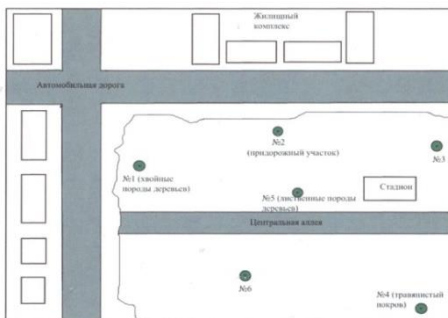 Жилищный
комплекс
Автомобильная дорога
№2
(придорожный участок)
№3
№1 (хвойные
породы деревьев)
Стадион
№5 (лиственные породы
деревьев)
Центральная аллея
№6
№4 (травянистый
покров)